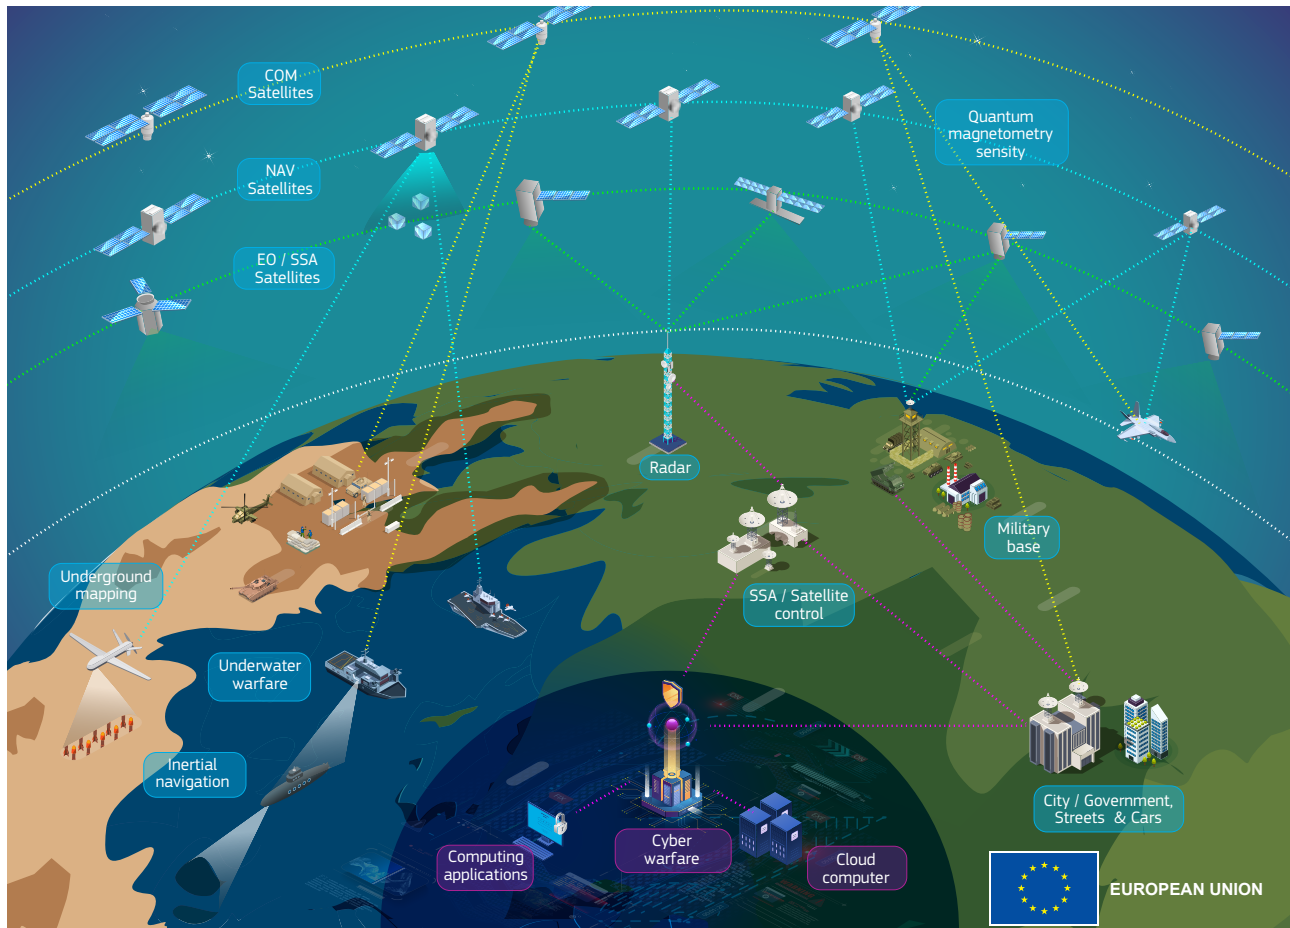 COM
Satellites
NAV
Satellites
EO / SSA
Satellites
Quantum
magnetometry
sensity
Radar
Military
base
Underground
mapping
SSA / Satellite
control
Underwater
warfare
Inertial
navigation
City / Government,
Streets & Cars
Computing
applications
Cyber
warfare
Cloud
computer
EUROPEAN UNION